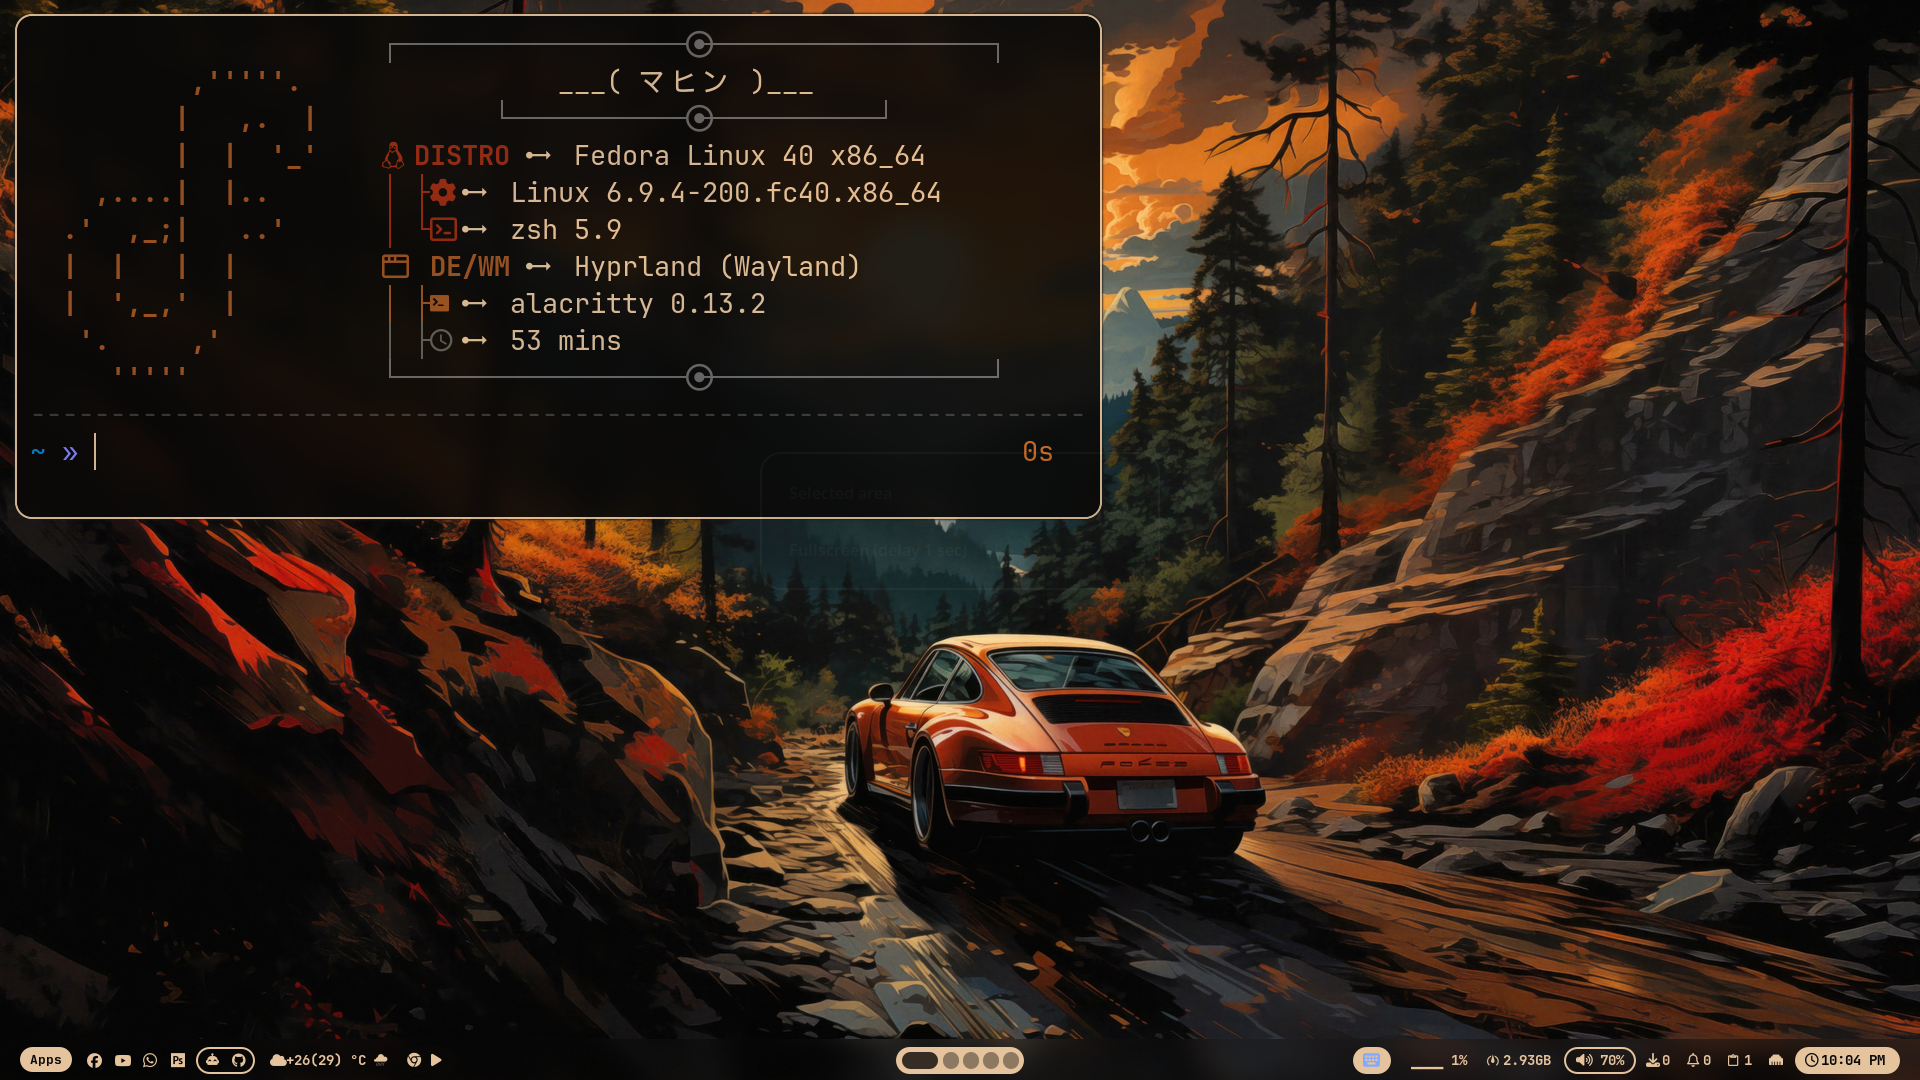 ___( マヒン )___
DISTRO Fedora Linux 40 x86_64
Linux 6.9.4-200.fc40.x86_64
zsh 5.9
DE/WM Hyprland (Wayland)
alacritty 0.13.2
53 mins
~ » 0s
Selected area
Fullscreen (delay 1 sec)
Apps Ps +26(29) °C 1% 2.93GB 70% 0 0 1 10:04 PM